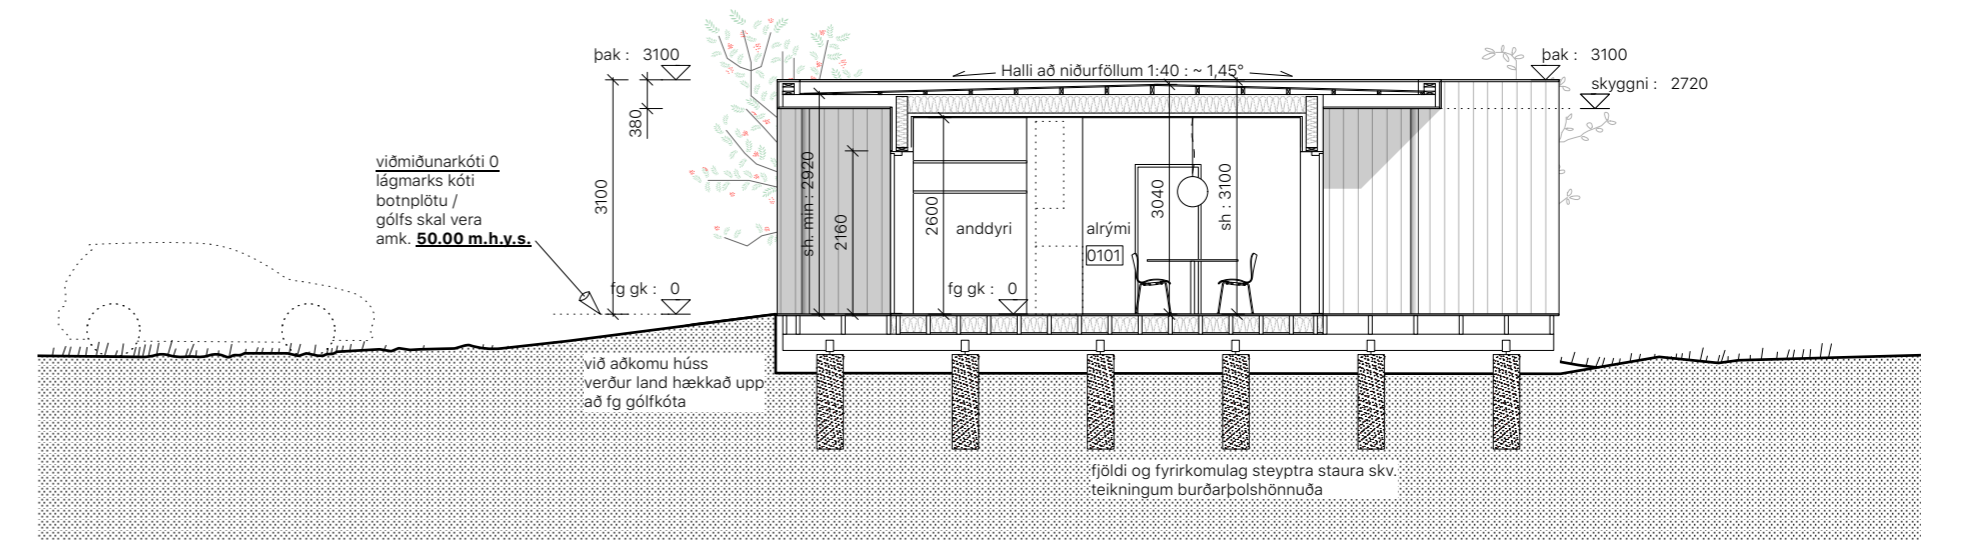 þak : 3100
Halli að niðurföllum 1:40 : ~ 1,45°
þak : 3100
skyggni : 2720
380
3100
viðmiðunarkóti 0
lágmarks kóti
botnplötu /
gólfs skal vera
amk. 50.00 m.h.y.s.
sh. min : 2920
2160
2600
anddyri
alrými
0101
3040
sh : 3100
fg gk : 0
fg gk : 0
við aðkomu húss
verður land hækkað upp
að fg gólfkóta
fjöldi og fyrirkomulag steyptra staura skv.
teikningum burðarþolshönnuða